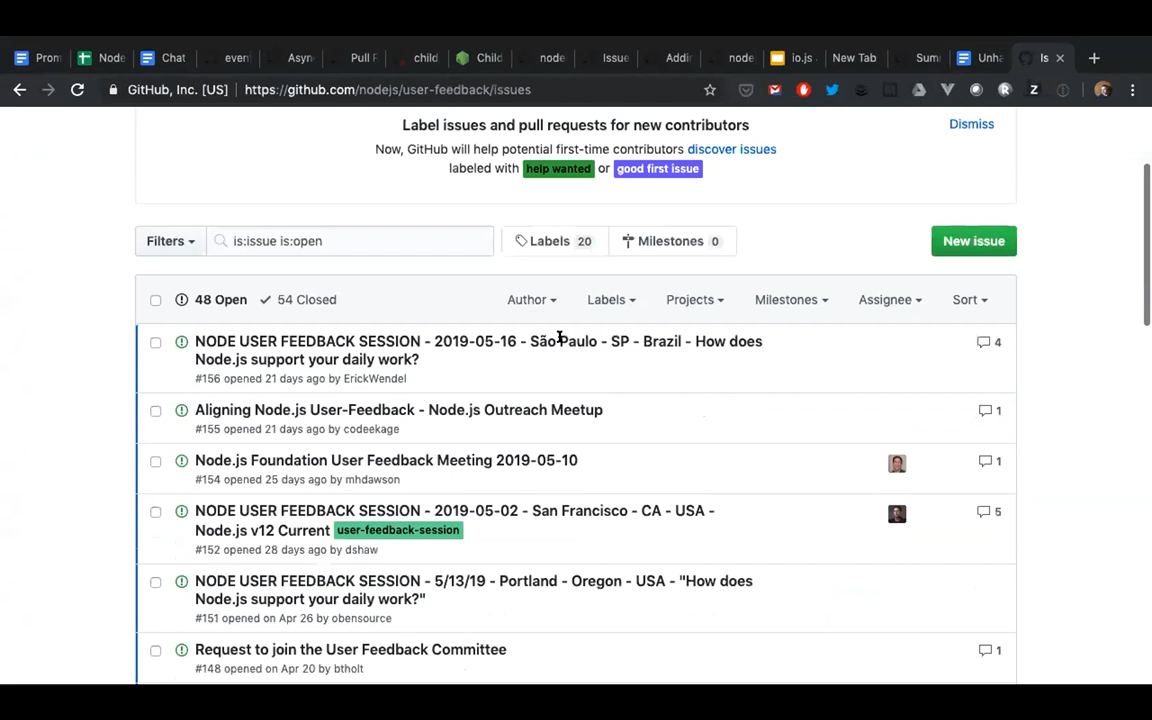 Prom
Node
Chat
even
Asyn
Pull F
child
Child
node
Issue
Addir
node
io.js
New Tab
Sum
Unha
Is
GitHub, Inc. [US]
https://github.com/nodejs/user-feedback/issues
Label issues and pull requests for new contributors
Dismiss
Now, GitHub will help potential first-time contributors discover issues
labeled with help wanted or good first issue
Filters
is:issue is:open
Labels 20
Milestones 0
New issue
48 Open
54 Closed
Author
Labels
Projects
Milestones
Assignee
Sort
NODE USER FEEDBACK SESSION - 2019-05-16 - São Paulo - SP - Brazil - How does
Node.js support your daily work?
4
#156 opened 21 days ago by ErickWendel
Aligning Node.js User-Feedback - Node.js Outreach Meetup
1
#155 opened 21 days ago by codeekage
Node.js Foundation User Feedback Meeting 2019-05-10
1
#154 opened 25 days ago by mhdawson
NODE USER FEEDBACK SESSION - 2019-05-02 - San Francisco - CA - USA -
Node.js v12 Current user-feedback-session
5
#152 opened 28 days ago by dshaw
NODE USER FEEDBACK SESSION - 5/13/19 - Portland - Oregon - USA - "How does
Node.js support your daily work?"
#151 opened on Apr 26 by obensource
Request to join the User Feedback Committee
1
#148 opened on Apr 20 by btholt